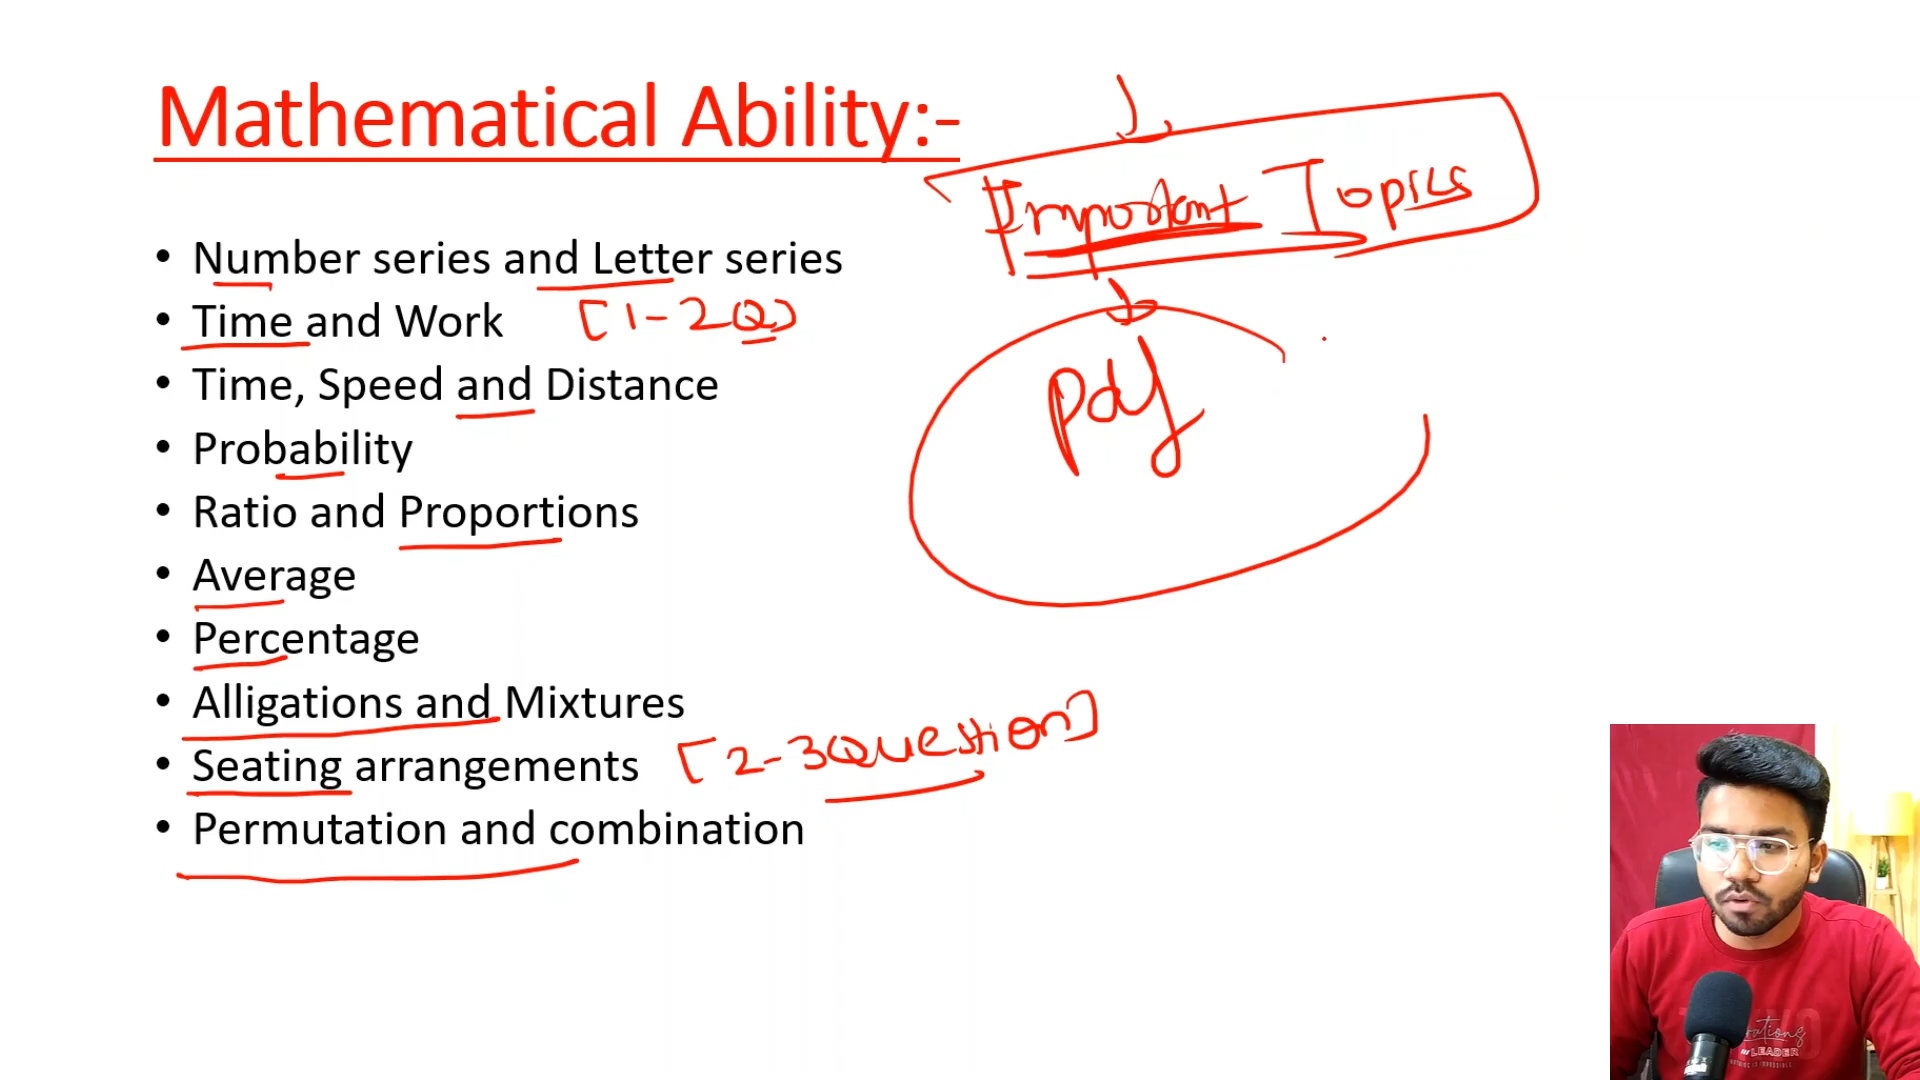 Mathematical Ability:-
Important Topics
• Number series and Letter series
• Time and Work [1-2Q]
pdf
• Time, Speed and Distance
• Probability
• Ratio and Proportions
• Average
• Percentage
• Alligations and Mixtures
• Seating arrangements [2-3Question]
• Permutation and combination
LEADER